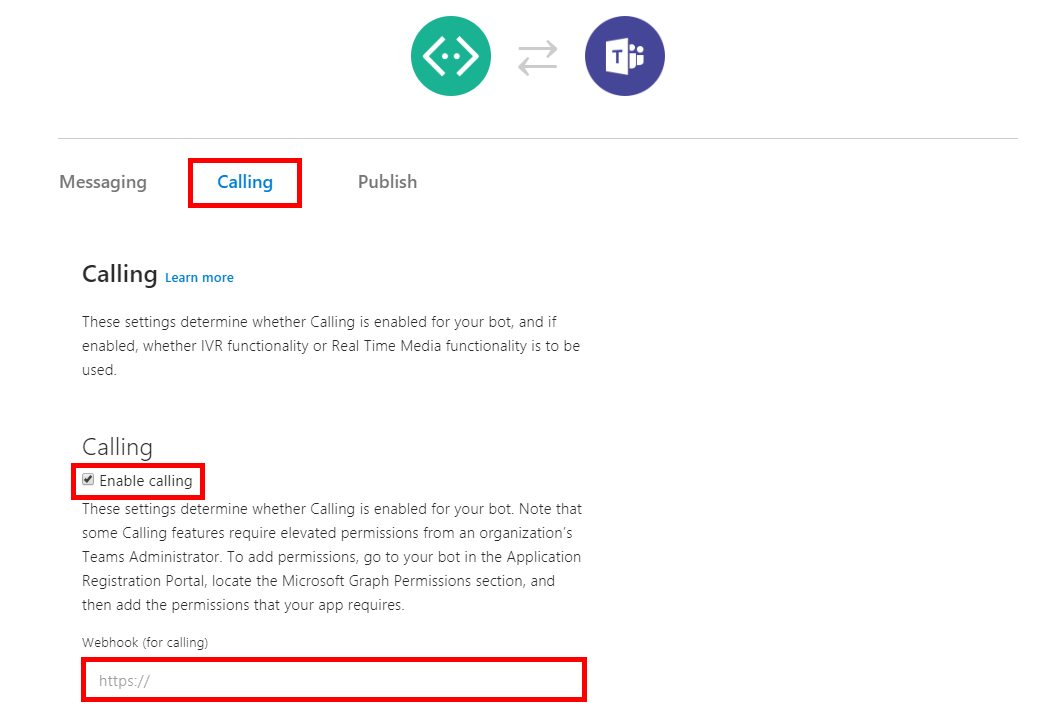 T
Messaging
Calling
Publish
Calling Learn more
These settings determine whether Calling is enabled for your bot, and if
enabled, whether IVR functionality or Real Time Media functionality is to be
used.
Calling
Enable calling
These settings determine whether Calling is enabled for your bot. Note that
some Calling features require elevated permissions from an organization's
Teams Administrator. To add permissions, go to your bot in the Application
Registration Portal, locate the Microsoft Graph Permissions section, and
then add the permissions that your app requires.
Webhook (for calling)
https://